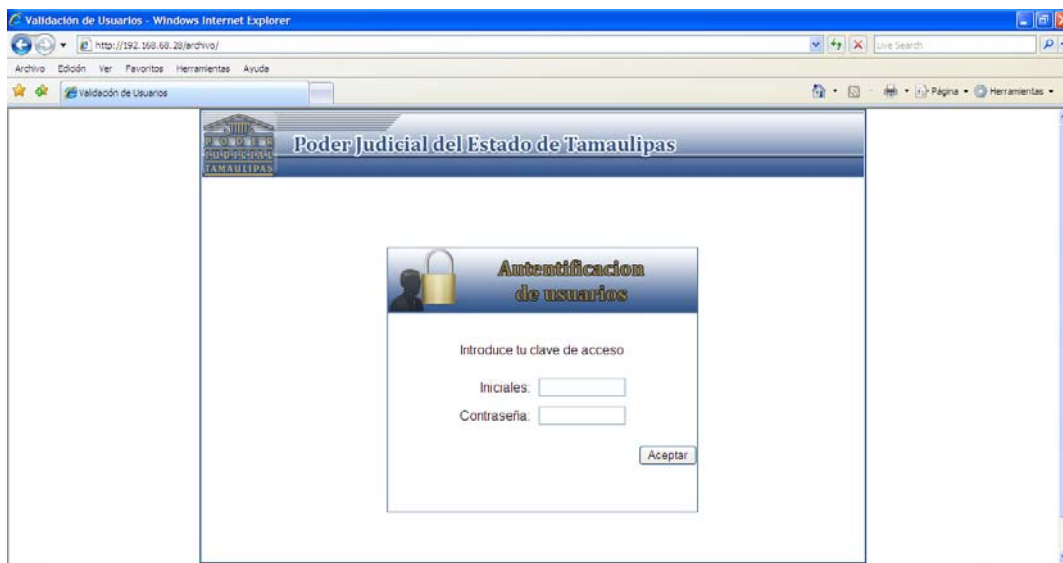 Validación de Usuarios - Windows Internet Explorer
http://192.168.68.28/archivo/
Live Search
Archivo Edición Ver Favoritos Herramientas Ayuda
Validación de Usuarios
Página Herramientas
PODER
JUDICIAL
TAMAULIPAS
Poder Judicial del Estado de Tamaulipas
Autentificacion
de usuarios
Introduce tu clave de acceso
Iniciales:
Contraseña:
Aceptar